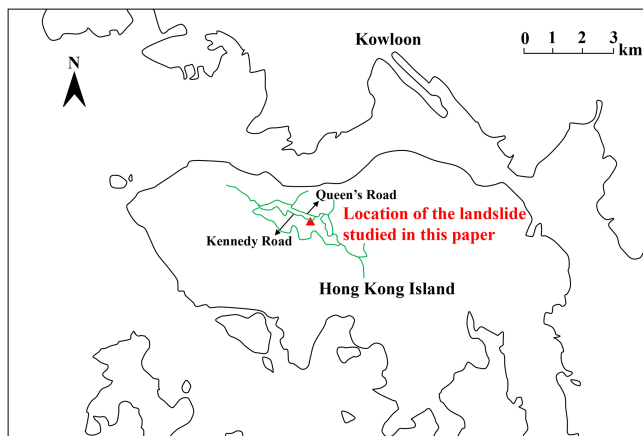 Kowloon
0 1 2 3
km
N
Queen's Road
Location of the landslide
studied in this paper
Kennedy Road
Hong Kong Island